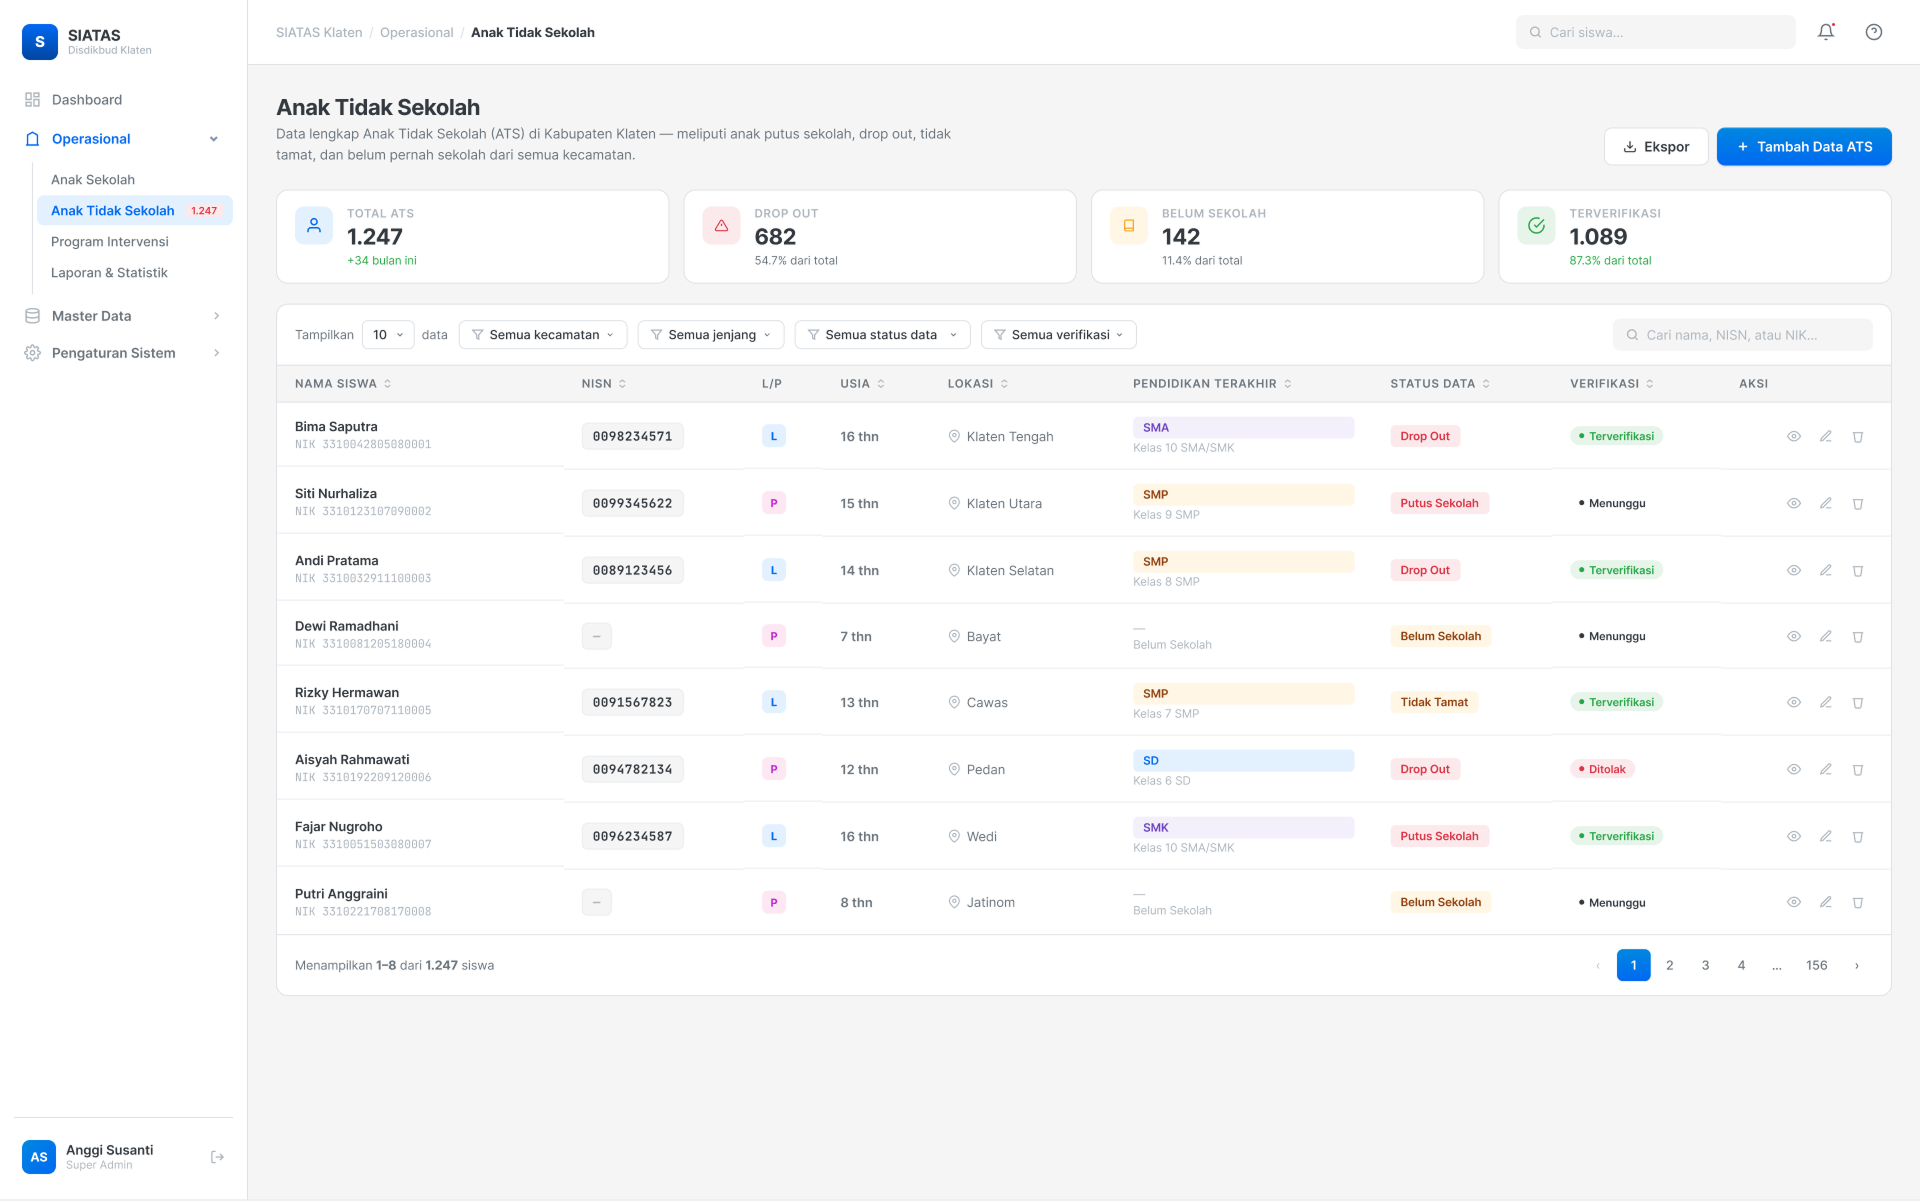 S
SIATAS
Disdikbud Klaten
Dashboard
Operasional
Anak Sekolah
Anak Tidak Sekolah 1.247
Program Intervensi
Laporan & Statistik
Master Data
Pengaturan Sistem
AS
Anggi Susanti
Super Admin
SIATAS Klaten / Operasional / Anak Tidak Sekolah
Cari siswa...
Anak Tidak Sekolah
Data lengkap Anak Tidak Sekolah (ATS) di Kabupaten Klaten — meliputi anak putus sekolah, drop out, tidak
tamat, dan belum pernah sekolah dari semua kecamatan.
Ekspor
+ Tambah Data ATS
TOTAL ATS
1.247
+34 bulan ini
DROP OUT
682
54.7% dari total
BELUM SEKOLAH
142
11.4% dari total
TERVERIFIKASI
1.089
87.3% dari total
Tampilkan 10 data Semua kecamatan Semua jenjang Semua status data Semua verifikasi Cari nama, NISN, atau NIK...
NAMA SISWA NISN L/P USIA LOKASI PENDIDIKAN TERAKHIR STATUS DATA VERIFIKASI AKSI
Bima Saputra
NIK 3310042805080001
0098234571 L 16 thn Klaten Tengah
SMA
Kelas 10 SMA/SMK
Drop Out Terverifikasi
Siti Nurhaliza
NIK 3310123107090002
0099345622 P 15 thn Klaten Utara
SMP
Kelas 9 SMP
Putus Sekolah Menunggu
Andi Pratama
NIK 3310032911100003
0089123456 L 14 thn Klaten Selatan
SMP
Kelas 8 SMP
Drop Out Terverifikasi
Dewi Ramadhani
NIK 3310081205180004
— P 7 thn Bayat
—
Belum Sekolah
Belum Sekolah Menunggu
Rizky Hermawan
NIK 3310170707110005
0091567823 L 13 thn Cawas
SMP
Kelas 7 SMP
Tidak Tamat Terverifikasi
Aisyah Rahmawati
NIK 3310192209120006
0094782134 P 12 thn Pedan
SD
Kelas 6 SD
Drop Out Ditolak
Fajar Nugroho
NIK 3310051503080007
0096234587 L 16 thn Wedi
SMK
Kelas 10 SMA/SMK
Putus Sekolah Terverifikasi
Putri Anggraini
NIK 3310221708170008
— P 8 thn Jatinom
—
Belum Sekolah
Belum Sekolah Menunggu
Menampilkan 1–8 dari 1.247 siswa
‹ 1 2 3 4 ... 156 ›